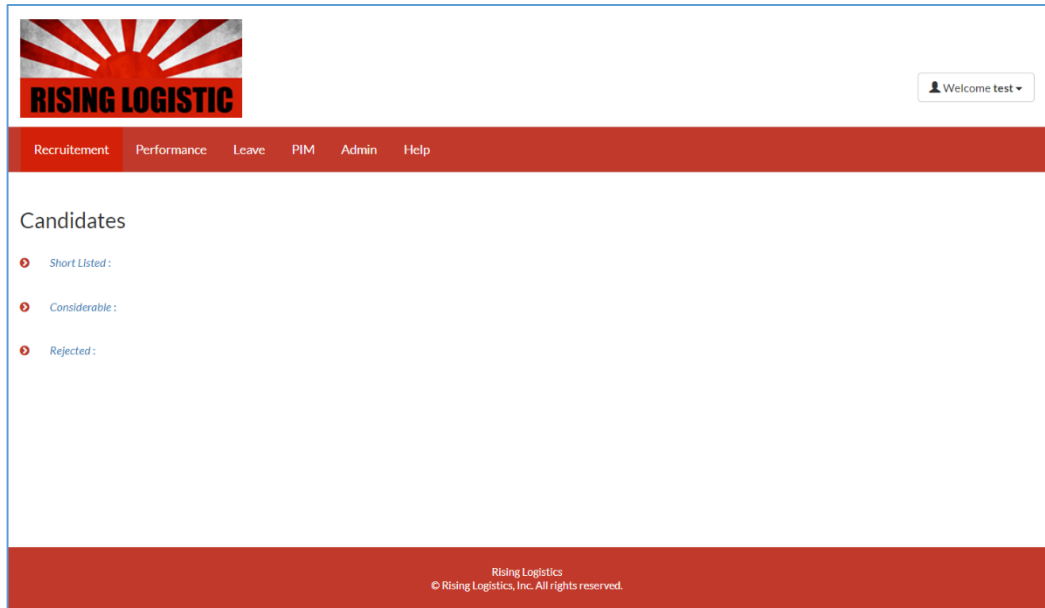 RISING LOGISTIC
Welcome test
Recruitement Performance Leave PIM Admin Help
Candidates
Short Listed :
Considerable :
Rejected :
Rising Logistics
© Rising Logistics, Inc. All rights reserved.